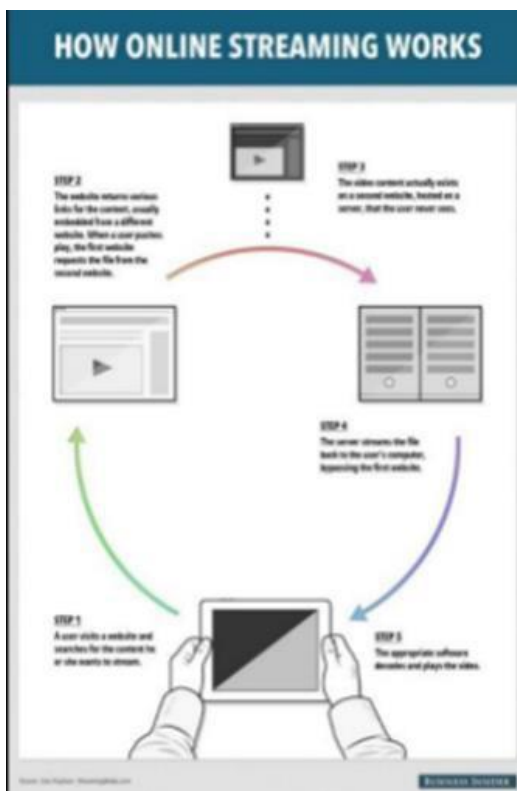 HOW ONLINE STREAMING WORKS
STEP 2
The website returns various
links for the content, usually
embedded from a different
website. When a user pushes
play, the first website
requests the file from the
second website.
STEP 3
The video content actually exists
on a second website, hosted on a
server, that the user never sees.
STEP 4
The server streams the file
back to the user's computer,
bypassing the first website.
STEP 1
A user visits a website and
searches for the content he
or she wants to stream.
STEP 5
The appropriate software
decodes and plays the video.
BUSINESS INSIDER